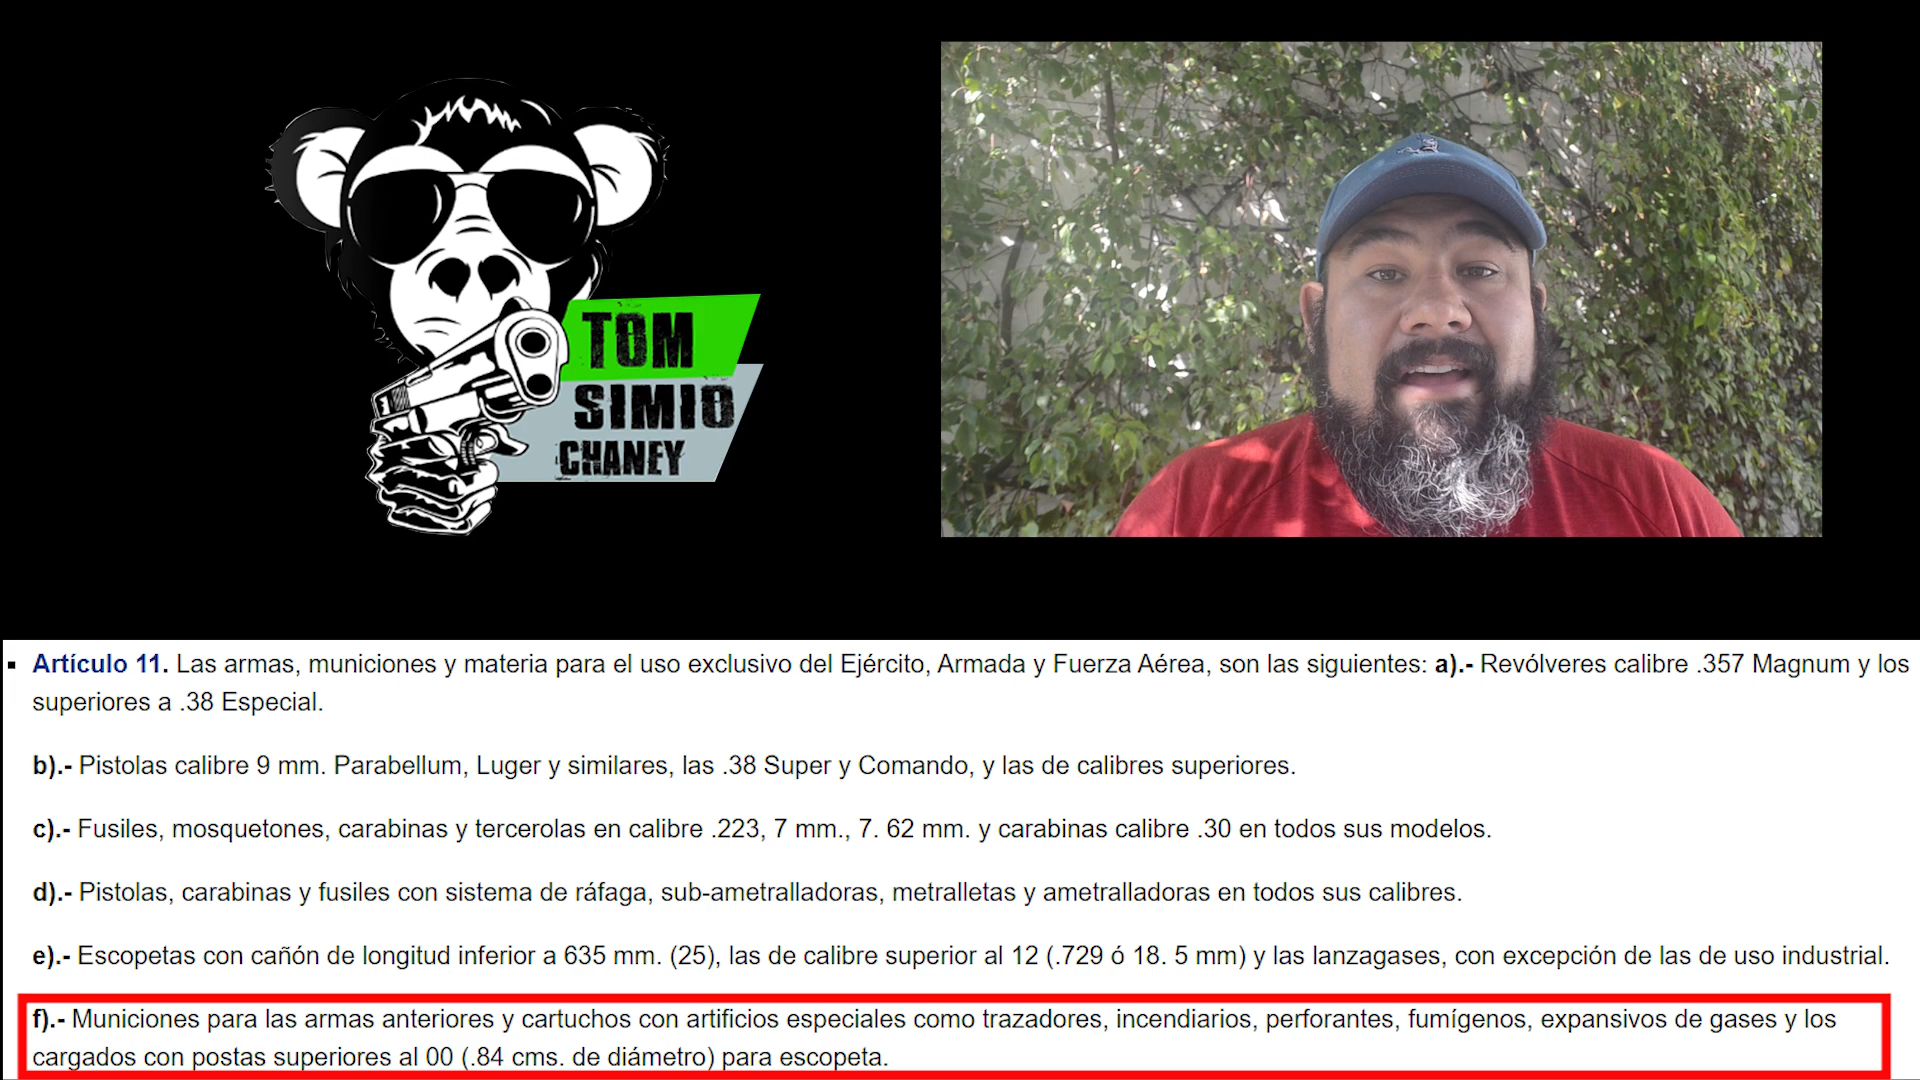 TOM
SIMIO
CHANEY
Artículo 11. Las armas, municiones y materia para el uso exclusivo del Ejército, Armada y Fuerza Aérea, son las siguientes: a).- Revólveres calibre .357 Magnum y los
superiores a .38 Especial.
b).- Pistolas calibre 9 mm. Parabellum, Luger y similares, las .38 Super y Comando, y las de calibres superiores.
c).- Fusiles, mosquetones, carabinas y tercerolas en calibre .223, 7 mm., 7. 62 mm. y carabinas calibre .30 en todos sus modelos.
d).- Pistolas, carabinas y fusiles con sistema de ráfaga, sub-ametralladoras, metralletas y ametralladoras en todos sus calibres.
e).- Escopetas con cañón de longitud inferior a 635 mm. (25), las de calibre superior al 12 (.729 ó 18. 5 mm) y las lanzagases, con excepción de las de uso industrial.
f).- Municiones para las armas anteriores y cartuchos con artificios especiales como trazadores, incendiarios, perforantes, fumígenos, expansivos de gases y los
cargados con postas superiores al 00 (.84 cms. de diámetro) para escopeta.